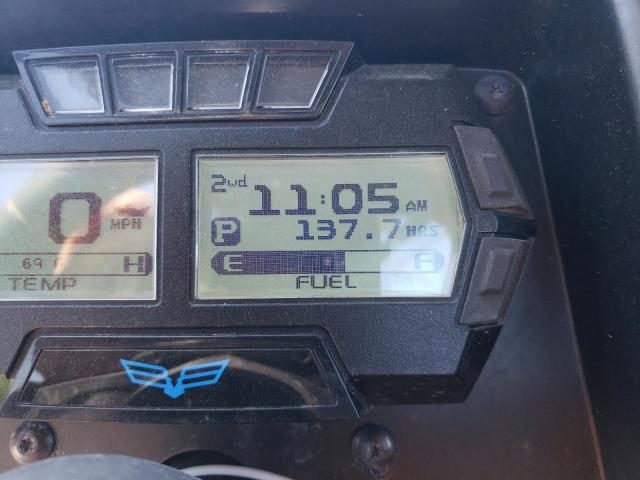 0 MPH
69 H
TEMP
2wd
11:05 AM
P 137.7 HRS
E F
FUEL